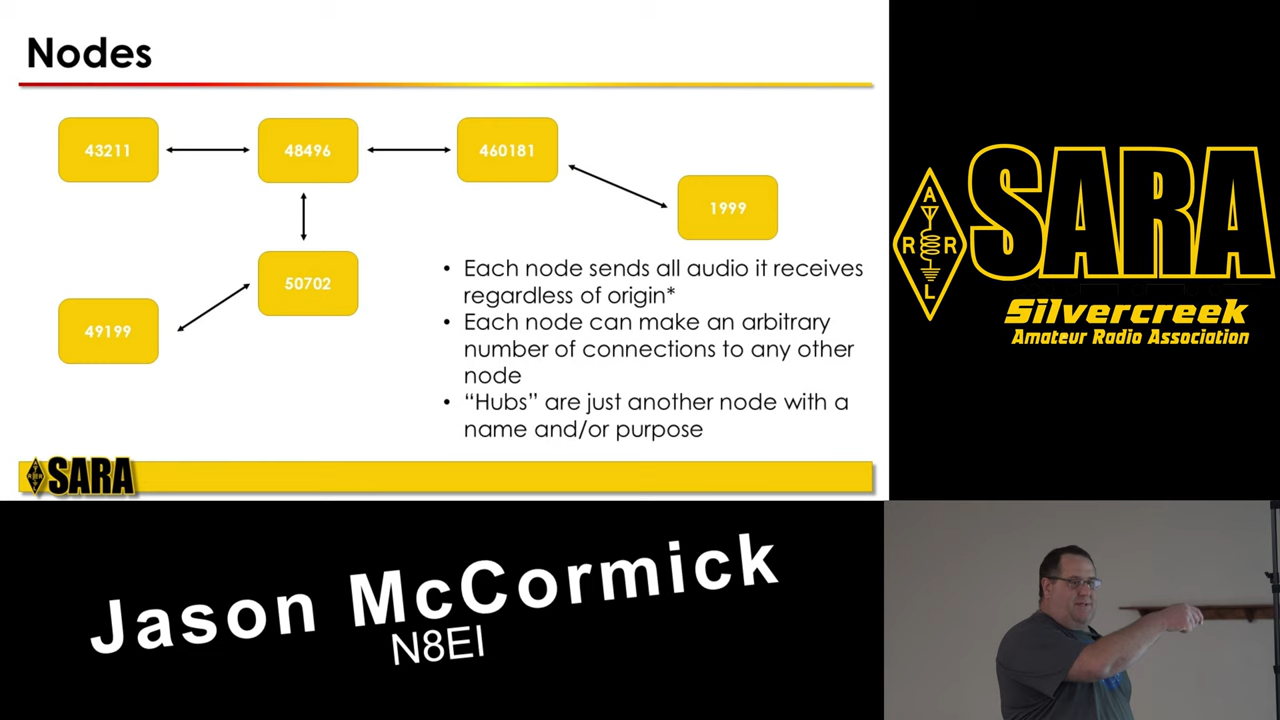 Nodes
43211
48496
460181
1999
50702
49199
• Each node sends all audio it receives
regardless of origin*
• Each node can make an arbitrary
number of connections to any other
node
• “Hubs” are just another node with a
name and/or purpose
SARA
A
R R
L
SARA
Silvercreek
Amateur Radio Association
Jason McCormick
N8EI